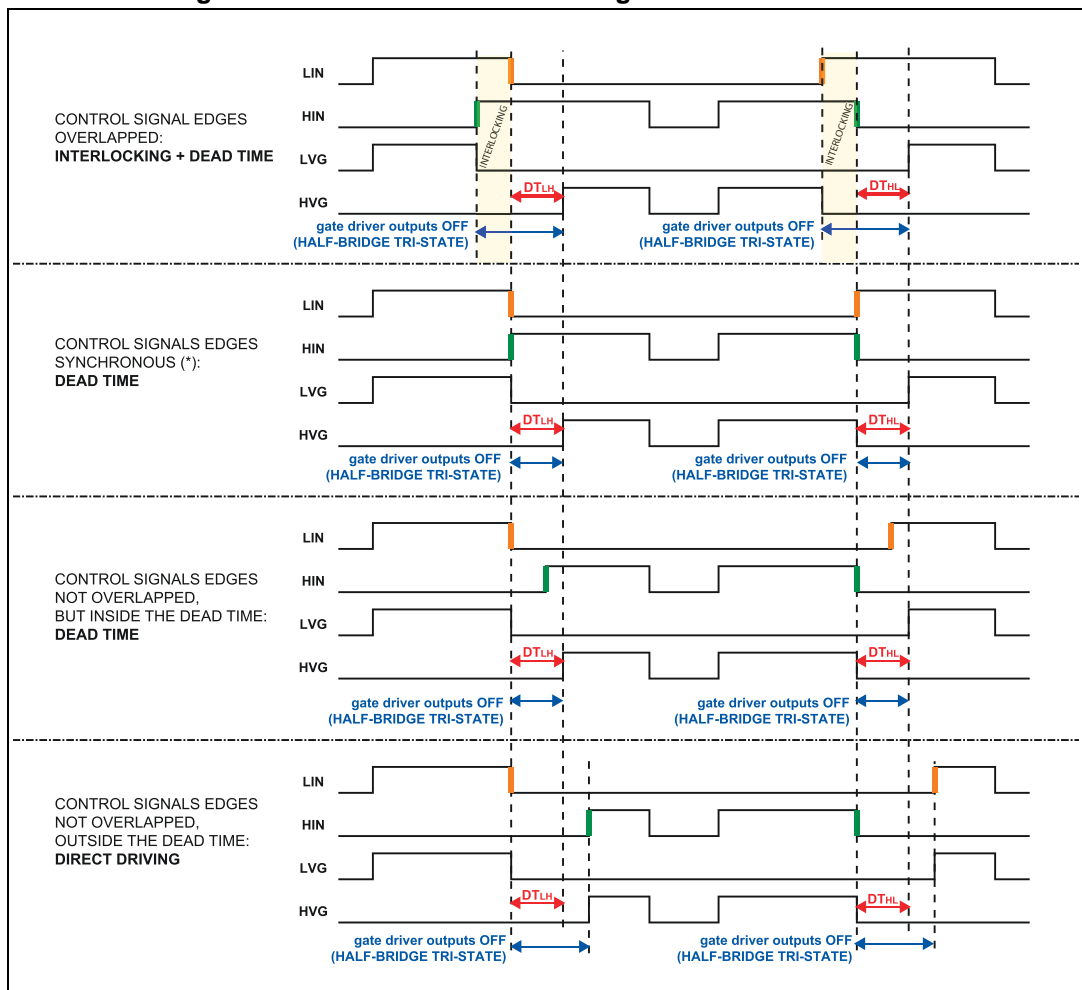 LIN
HIN
CONTROL SIGNAL EDGES
OVERLAPPED:
INTERLOCKING + DEAD TIME
INTERLOCKING
INTERLOCKING
LVG
DTLH
DTHL
HVG
gate driver outputs OFF
(HALF-BRIDGE TRI-STATE)
gate driver outputs OFF
(HALF-BRIDGE TRI-STATE)
LIN
CONTROL SIGNALS EDGES
SYNCHRONOUS (*):
DEAD TIME
HIN
LVG
DTLH
DTHL
HVG
gate driver outputs OFF
(HALF-BRIDGE TRI-STATE)
gate driver outputs OFF
(HALF-BRIDGE TRI-STATE)
LIN
CONTROL SIGNALS EDGES
NOT OVERLAPPED,
BUT INSIDE THE DEAD TIME:
DEAD TIME
HIN
LVG
DTLH
DTHL
HVG
gate driver outputs OFF
(HALF-BRIDGE TRI-STATE)
gate driver outputs OFF
(HALF-BRIDGE TRI-STATE)
LIN
CONTROL SIGNALS EDGES
NOT OVERLAPPED,
OUTSIDE THE DEAD TIME:
DIRECT DRIVING
HIN
LVG
DTLH
DTHL
HVG
gate driver outputs OFF
(HALF-BRIDGE TRI-STATE)
gate driver outputs OFF
(HALF-BRIDGE TRI-STATE)